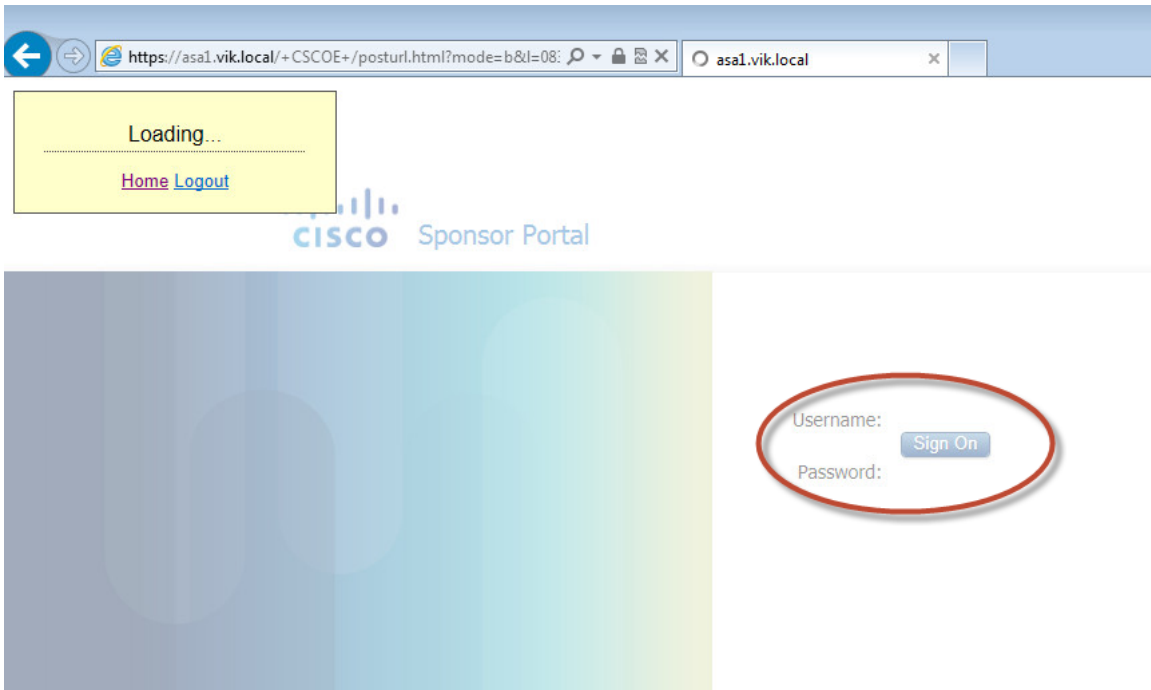 https://asa1.vik.local/+CSCOE+/posturl.html?mode=b&l=08:
asa1.vik.local
Loading...
Home Logout
CISCO Sponsor Portal
Username:
Sign On
Password: